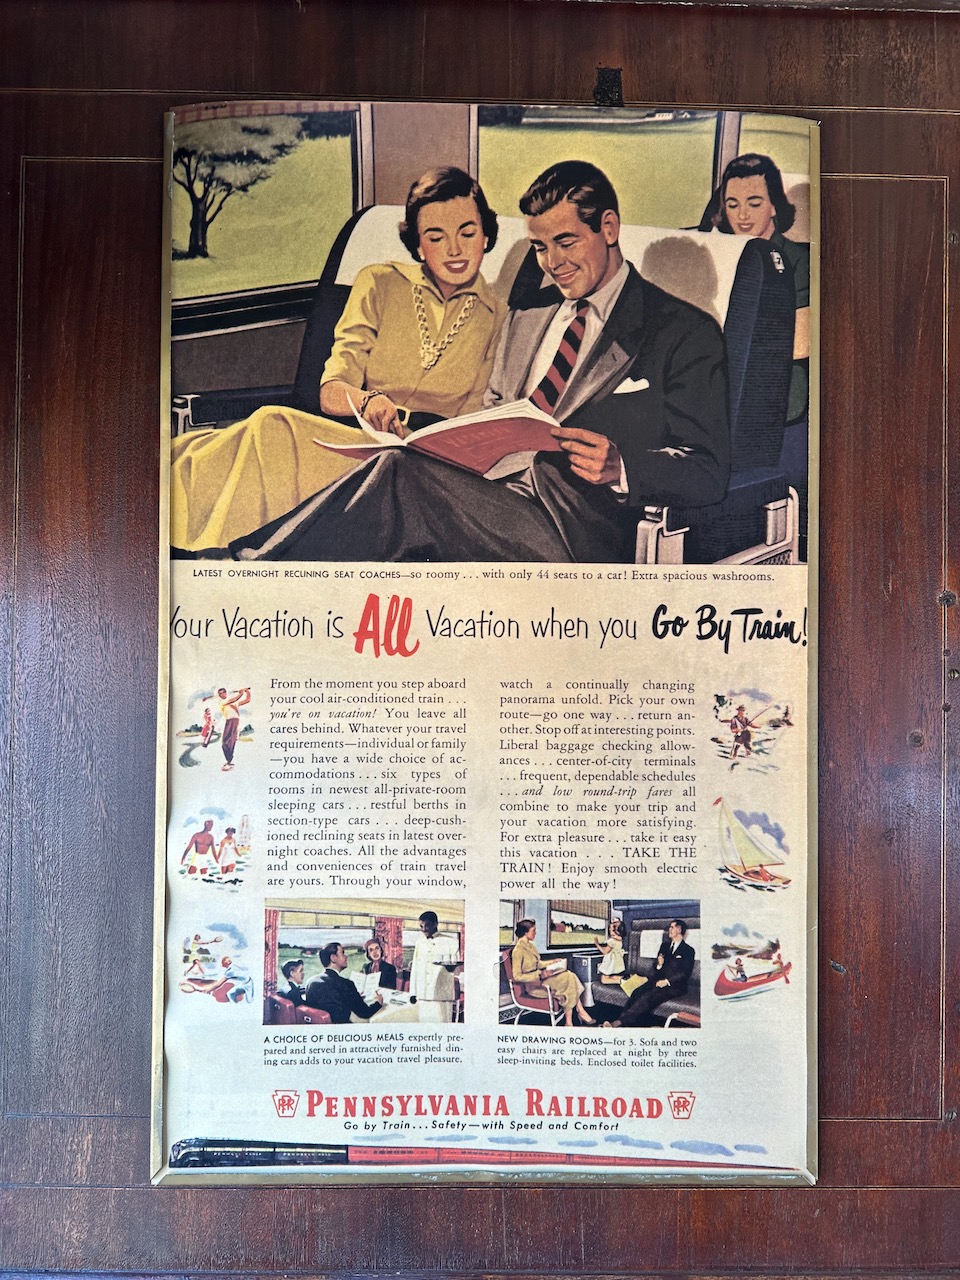 LATEST OVERNIGHT RECLINING SEAT COACHES—so roomy . . . with only 44 seats to a car! Extra spacious washrooms.
Your Vacation is All Vacation when you Go By Train!
From the moment you step aboard
your cool air-conditioned train . . .
you're on vacation! You leave all
cares behind. Whatever your travel
requirements—individual or family
—you have a wide choice of ac-
commodations . . . six types of
rooms in newest all-private-room
sleeping cars . . . restful berths in
section-type cars . . . deep-cush-
ioned reclining seats in latest over-
night coaches. All the advantages
and conveniences of train travel
are yours. Through your window,
watch a continually changing
panorama unfold. Pick your own
route—go one way . . . return an-
other. Stop off at interesting points.
Liberal baggage checking allow-
ances . . . center-of-city terminals
. . . frequent, dependable schedules
. . . and low round-trip fares all
combine to make your trip and
your vacation more satisfying.
For extra pleasure . . . take it easy
this vacation . . . TAKE THE
TRAIN! Enjoy smooth electric
power all the way!
A CHOICE OF DELICIOUS MEALS expertly pre-
pared and served in attractively furnished din-
ing cars adds to your vacation travel pleasure.
NEW DRAWING ROOMS—for 3. Sofa and two
easy chairs are replaced at night by three
sleep-inviting beds. Enclosed toilet facilities.
PRR PENNSYLVANIA RAILROAD PRR
Go by Train . . . Safety—with Speed and Comfort